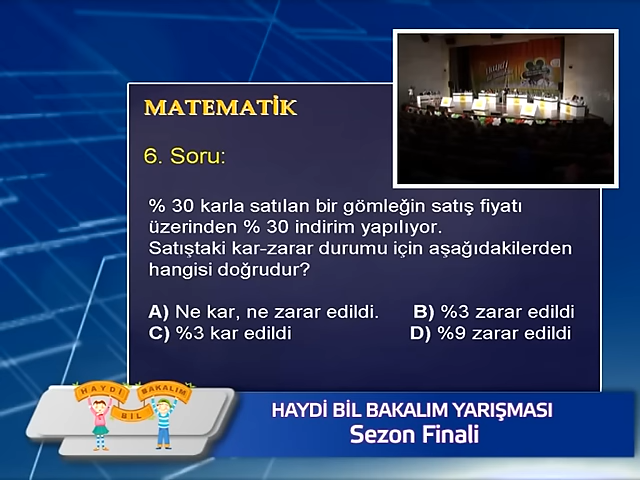 MATEMATİK
6. Soru:
% 30 karla satılan bir gömleğin satış fiyatı
üzerinden % 30 indirim yapılıyor.
Satıştaki kar-zarar durumu için aşağıdakilerden
hangisi doğrudur?
A) Ne kar, ne zarar edildi. B) %3 zarar edildi
C) %3 kar edildi D) %9 zarar edildi
HAYDİ BAKALIM
BİL
HAYDİ BİL BAKALIM YARIŞMASI
Sezon Finali